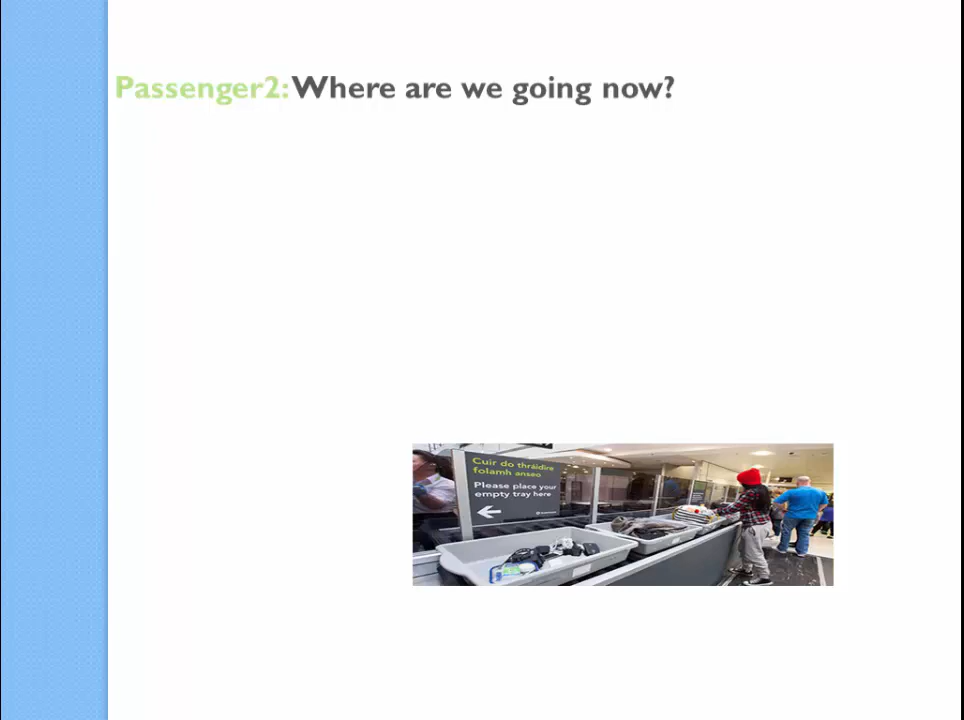 Passenger2: Where are we going now?
Cuir do thráidire
folamh anseo
Please place your
empty tray here